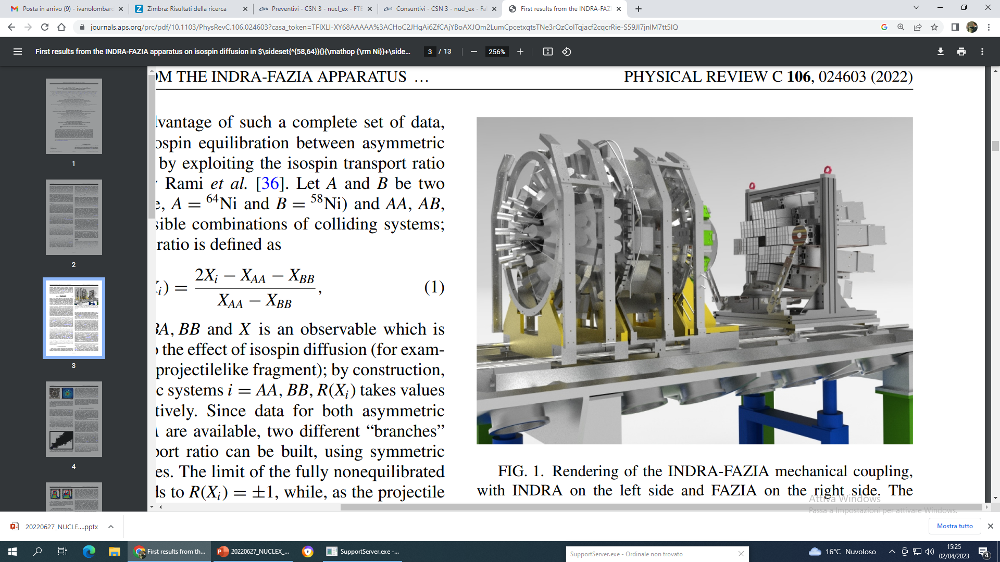 Posta in arrivo (9) - ivanolombaro
Zimbra: Risultati della ricerca
Preventivi - CSN 3 - nucl_ex - FTE
Consuntivi - CSN 3 - nucl_ex - Fa
First results from the INDRA-FAZ
journals.aps.org/prc/pdf/10.1103/PhysRevC.106.024603?casa_token=TFIXLI-XY68AAAAA%3ACHoC2JHgAi6ZfCAjYBoAXJQm2LumCpcetxqtsTNe3rQzColTqjacf2cqcrRie-S59JI7jnlM7tt5IQ
First results from the INDRA-FAZIA apparatus on isospin diffusion in $\sideset{^{58,64}}{}{\mathop {\rm Ni}}+\side...
3 / 13
256%
1
2
3
4
OM THE INDRA-FAZIA APPARATUS …
PHYSICAL REVIEW C 106, 024603 (2022)
lvantage of such a complete set of data,
ospin equilibration between asymmetric
by exploiting the isospin transport ratio
Rami et al. [36]. Let A and B be two
e, A = ⁶⁴Ni and B = ⁵⁸Ni) and AA, AB,
sible combinations of colliding systems;
ratio is defined as
i) = (2Xi − XAA − XBB) / (XAA − XBB), (1)
BA, BB and X is an observable which is
o the effect of isospin diffusion (for exam-
projectilelike fragment); by construction,
c systems i = AA, BB, R(Xi) takes values
tively. Since data for both asymmetric
A are available, two different “branches”
port ratio can be built, using symmetric
es. The limit of the fully nonequilibrated
ds to R(Xi) = ±1, while, as the projectile
FIG. 1. Rendering of the INDRA-FAZIA mechanical coupling,
with INDRA on the left side and FAZIA on the right side. The
Attiva Windows
Passa a Impostazioni per attivare Windows.
20220627_NUCLE....pptx
Mostra tutto
First results from th...
20220627_NUCLEX_...
SupportServer.exe -...
SupportServer.exe - Ordinale non trovato
16°C Nuvoloso
15:25
02/04/2023
4